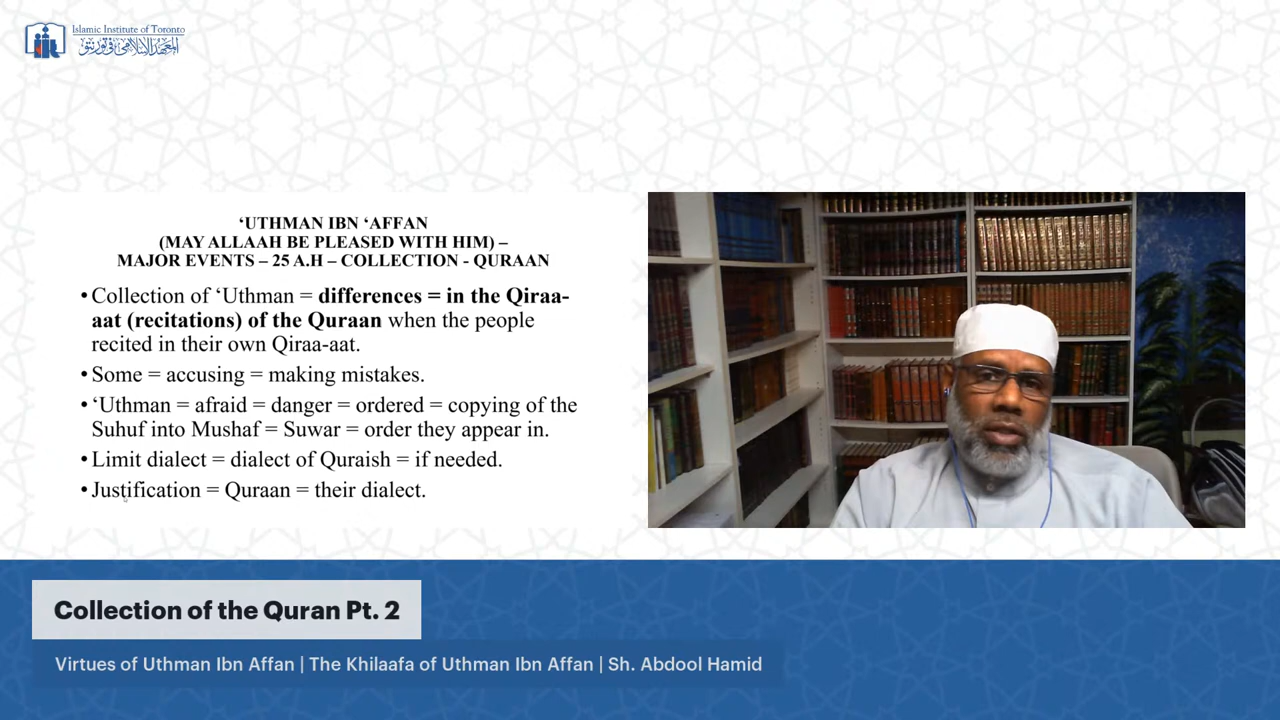 Islamic Institute of Toronto
المعهد الإسلامي في تورنتو
‘UTHMAN IBN ‘AFFAN
(MAY ALLAAH BE PLEASED WITH HIM) –
MAJOR EVENTS – 25 A.H – COLLECTION - QURAAN
• Collection of ‘Uthman = differences = in the Qiraa-
aat (recitations) of the Quraan when the people
recited in their own Qiraa-aat.
• Some = accusing = making mistakes.
• ‘Uthman = afraid = danger = ordered = copying of the
Suhuf into Mushaf = Suwar = order they appear in.
• Limit dialect = dialect of Quraish = if needed.
• Justification = Quraan = their dialect.
Collection of the Quran Pt. 2
Virtues of Uthman Ibn Affan | The Khilaafa of Uthman Ibn Affan | Sh. Abdool Hamid